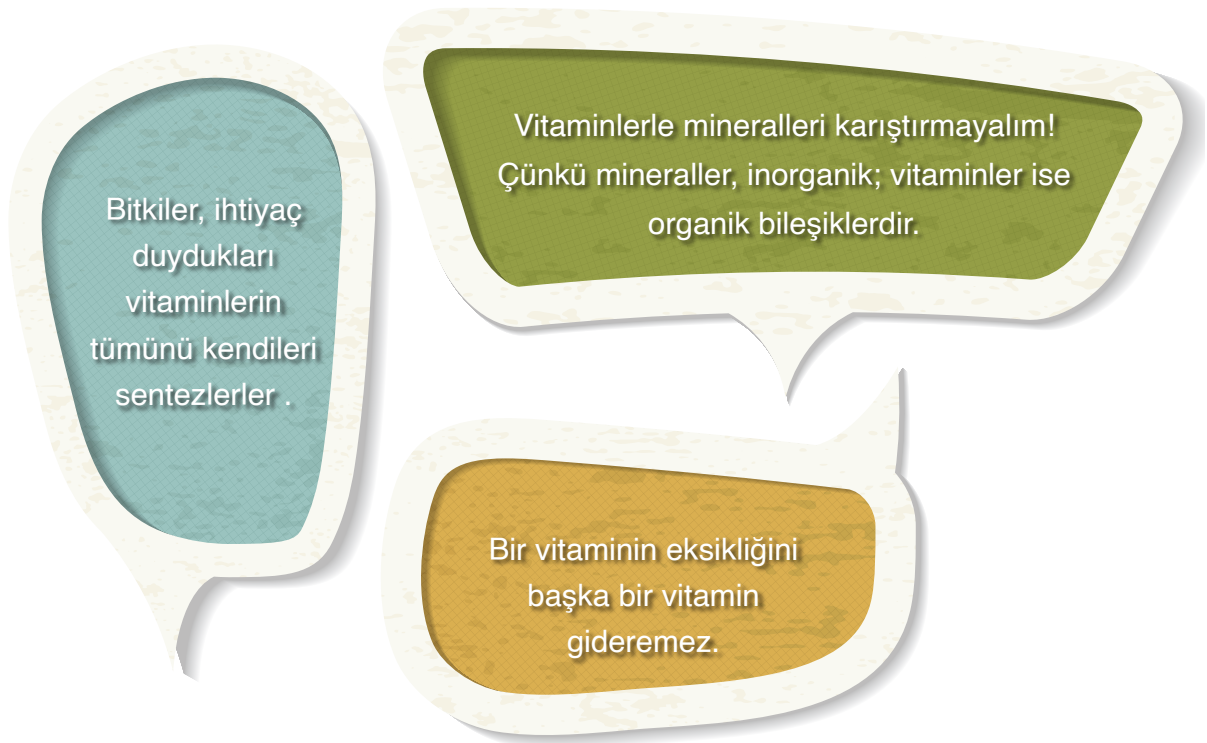 Bitkiler, ihtiyaç
duydukları
vitaminlerin
tümünü kendileri
sentezlerler .
Vitaminlerle mineralleri karıştırmayalım!
Çünkü mineraller, inorganik; vitaminler ise
organik bileşiklerdir.
Bir vitaminin eksikliğini
başka bir vitamin
gideremez.